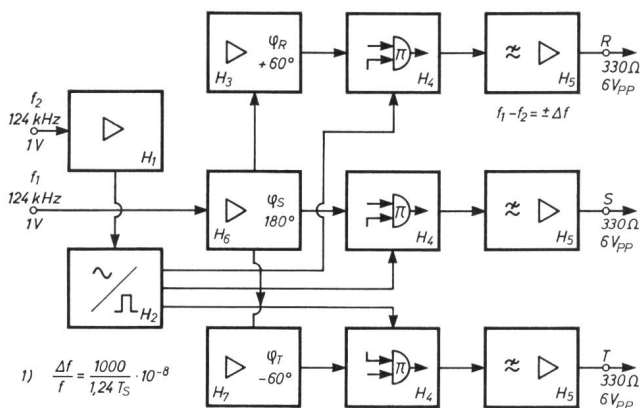 φR
+60°
H3
π
H4
≈
H5
R
330Ω
6VPP
f1-f2 = ±Δf
f2
124 kHz
1V
H1
f1
124 kHz
1V
φS
180°
H6
π
H4
≈
H5
S
330Ω
6VPP
∼
H2
φT
-60°
H7
π
H4
≈
H5
T
330Ω
6VPP
1) Δf/f = 1000/1,24 TS · 10⁻⁸